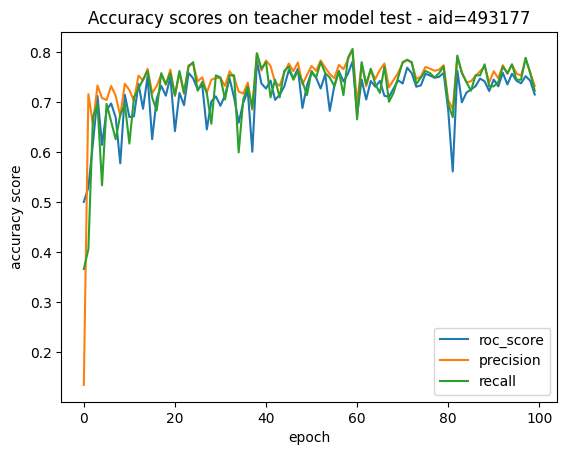 Accuracy scores on teacher model test - aid=493177
accuracy score
0.8
0.7
0.6
0.5
0.4
0.3
0.2
roc_score
precision
recall
0 20 40 60 80 100
epoch